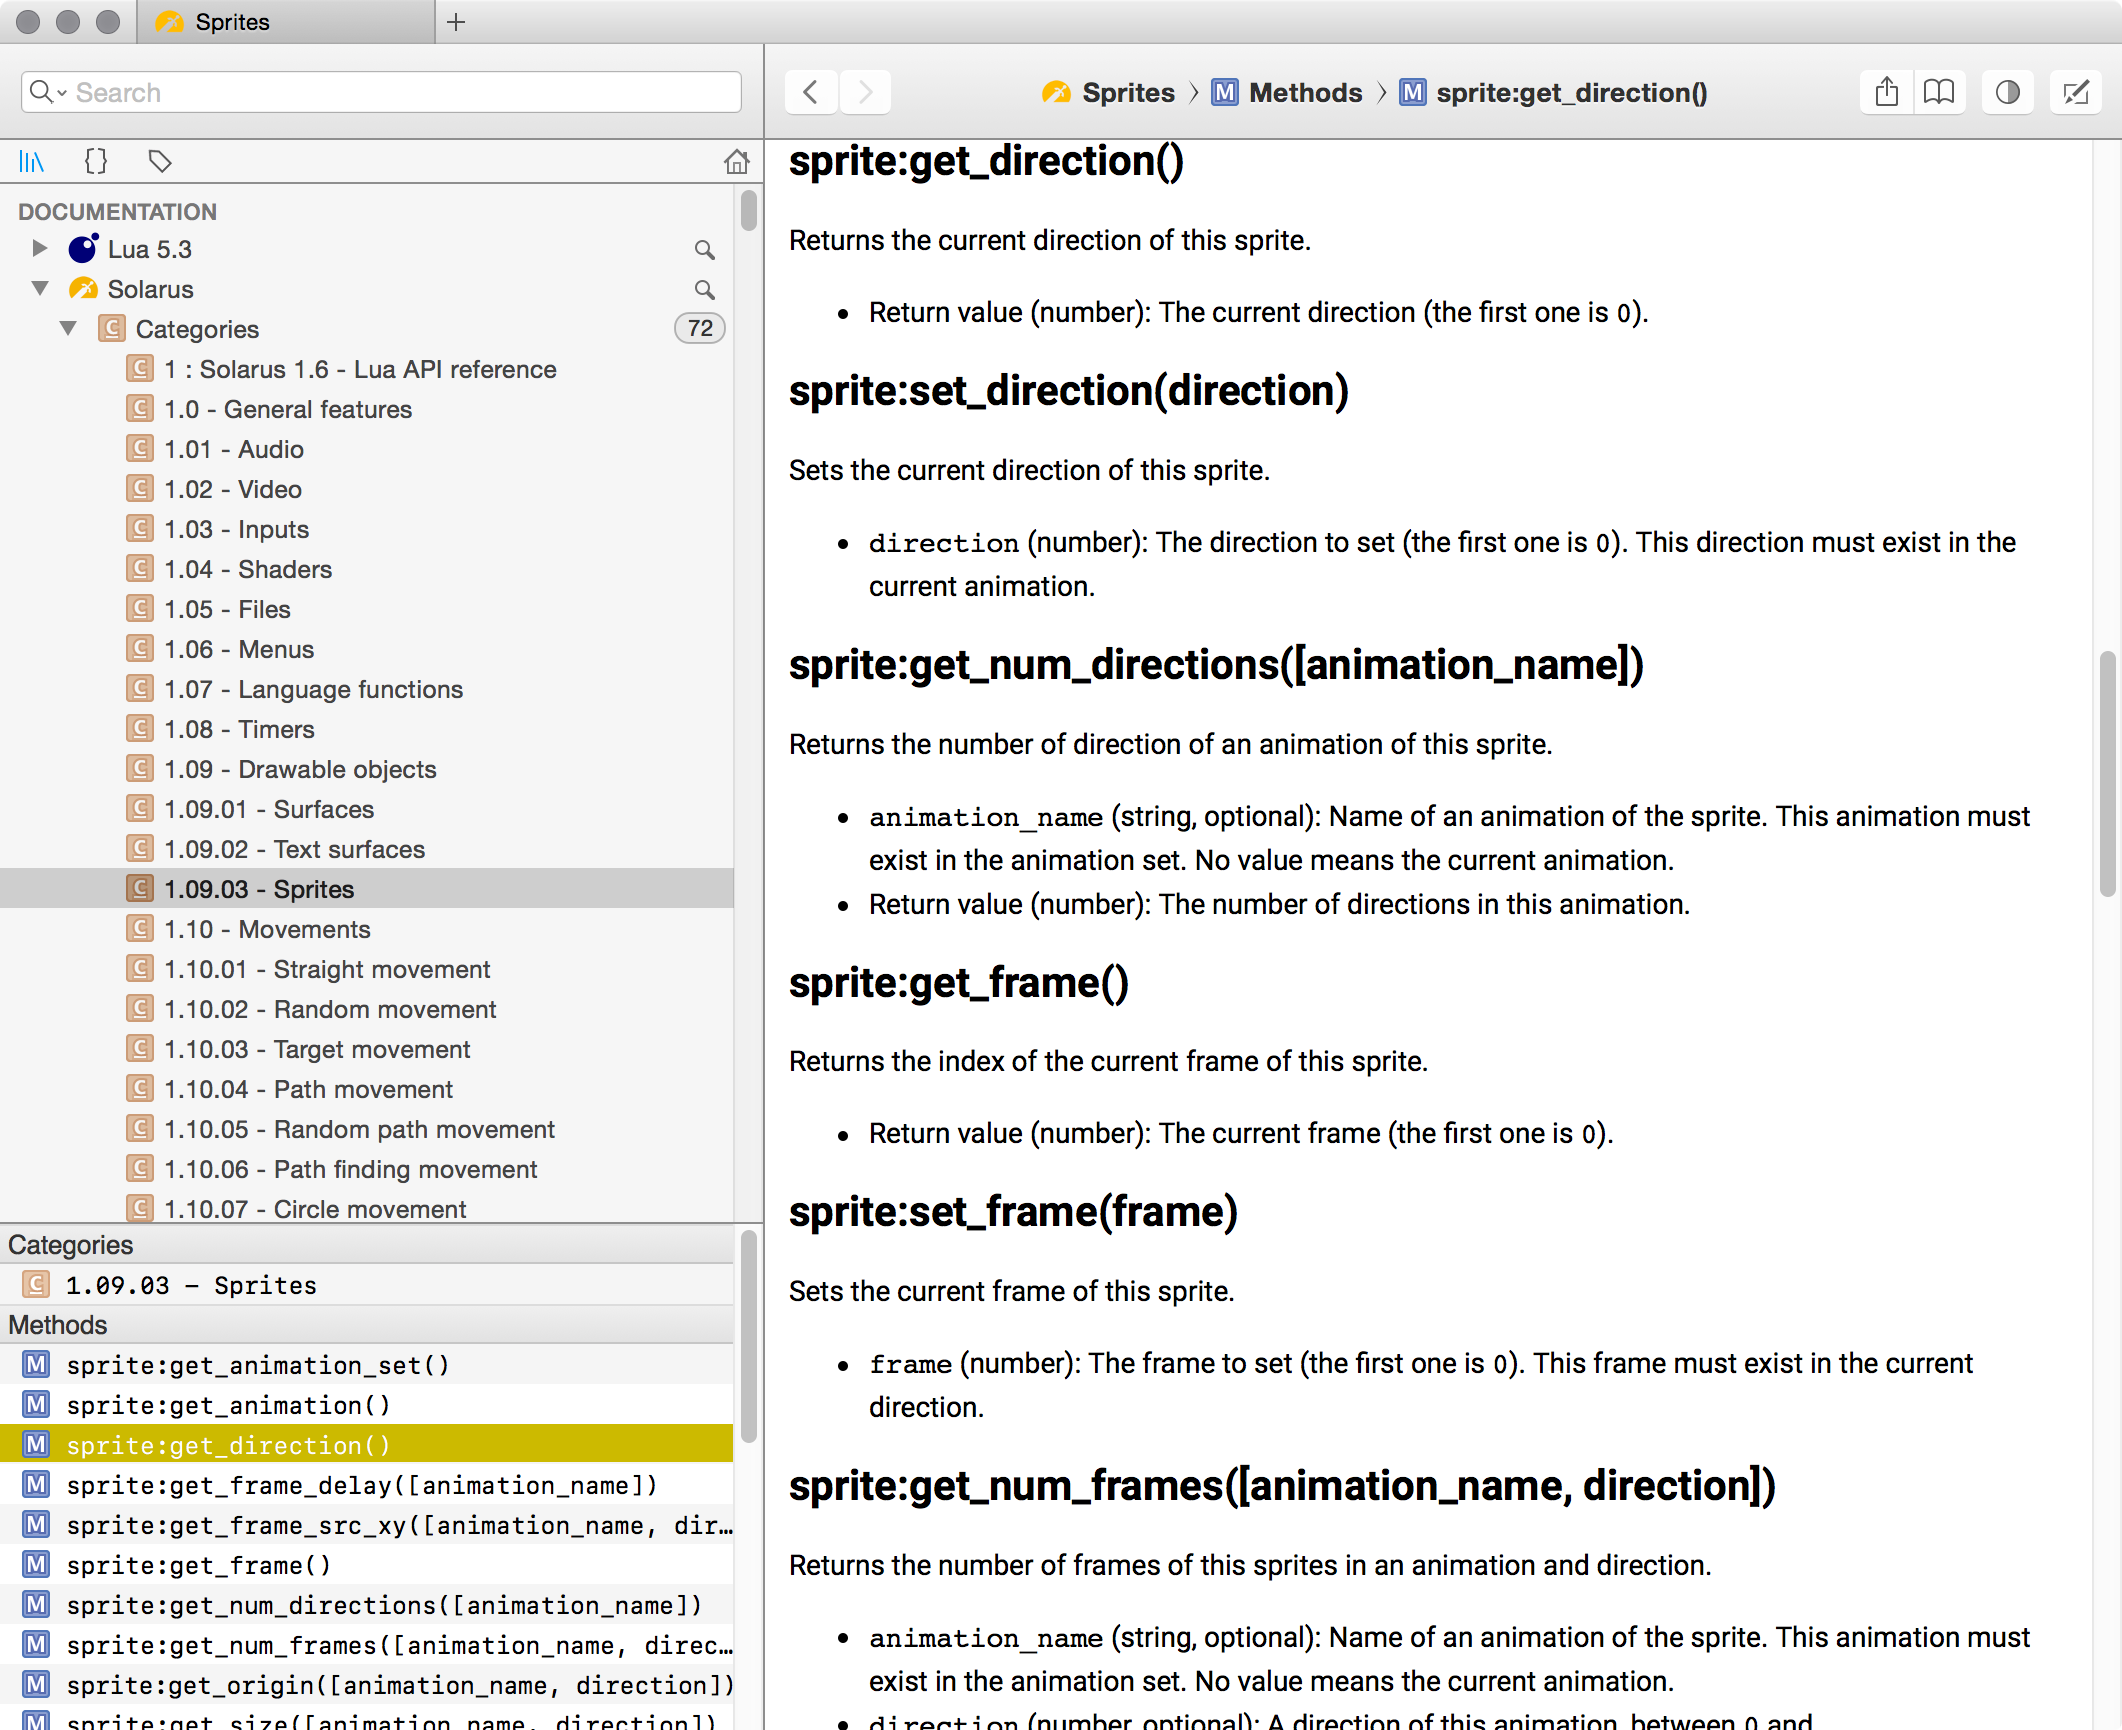 Sprites
Search
Sprites 〉 M Methods 〉 M sprite:get_direction()
DOCUMENTATION
Lua 5.3
Solarus
C Categories 72
C 1 : Solarus 1.6 - Lua API reference
C 1.0 - General features
C 1.01 - Audio
C 1.02 - Video
C 1.03 - Inputs
C 1.04 - Shaders
C 1.05 - Files
C 1.06 - Menus
C 1.07 - Language functions
C 1.08 - Timers
C 1.09 - Drawable objects
C 1.09.01 - Surfaces
C 1.09.02 - Text surfaces
C 1.09.03 - Sprites
C 1.10 - Movements
C 1.10.01 - Straight movement
C 1.10.02 - Random movement
C 1.10.03 - Target movement
C 1.10.04 - Path movement
C 1.10.05 - Random path movement
C 1.10.06 - Path finding movement
C 1.10.07 - Circle movement
Categories
C 1.09.03 - Sprites
Methods
M sprite:get_animation_set()
M sprite:get_animation()
M sprite:get_direction()
M sprite:get_frame_delay([animation_name])
M sprite:get_frame_src_xy([animation_name, dir…
M sprite:get_frame()
M sprite:get_num_directions([animation_name])
M sprite:get_num_frames([animation_name, direc…
M sprite:get_origin([animation_name, direction])
M sprite:get_size([animation_name, direction])
sprite:get_direction()
Returns the current direction of this sprite.
• Return value (number): The current direction (the first one is 0).
sprite:set_direction(direction)
Sets the current direction of this sprite.
• direction (number): The direction to set (the first one is 0). This direction must exist in the
current animation.
sprite:get_num_directions([animation_name])
Returns the number of direction of an animation of this sprite.
• animation_name (string, optional): Name of an animation of the sprite. This animation must
exist in the animation set. No value means the current animation.
• Return value (number): The number of directions in this animation.
sprite:get_frame()
Returns the index of the current frame of this sprite.
• Return value (number): The current frame (the first one is 0).
sprite:set_frame(frame)
Sets the current frame of this sprite.
• frame (number): The frame to set (the first one is 0). This frame must exist in the current
direction.
sprite:get_num_frames([animation_name, direction])
Returns the number of frames of this sprites in an animation and direction.
• animation_name (string, optional): Name of an animation of the sprite. This animation must
exist in the animation set. No value means the current animation.
• direction (number, optional): A direction of this animation, between 0 and